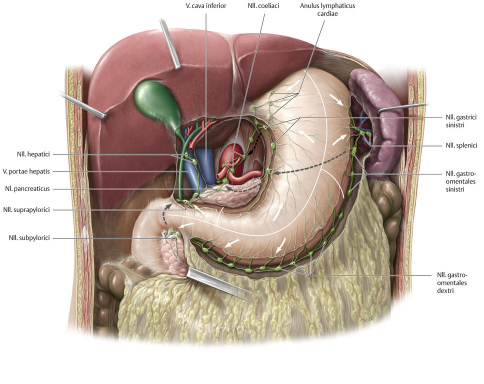 V. cava inferior
Nll. coeliaci
Anulus lymphaticus
cardiae
Nll. hepatici
V. portae hepatis
Nl. pancreaticus
Nll. suprapylorici
Nll. subpylorici
Nll. gastrici
sinistri
Nll. splenici
Nll. gastro-
omentales
sinistri
Nll. gastro-
omentales
dextri